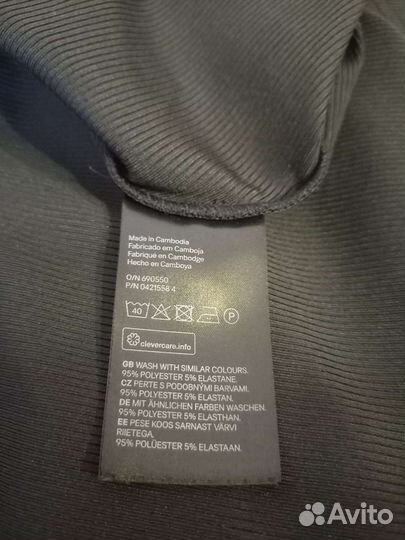 Made in Cambodia
Fabricado em Camboja
Fabriqué en Cambodge
Hecho en Camboya
O/N 690550
P/N 0421558 4
40
P
clevercare.info
GB WASH WITH SIMILAR COLOURS.
95% POLYESTER 5% ELASTANE.
CZ PERTE S PODOBNÝMI BARVAMI.
95% POLYESTER 5% ELASTAN.
DE MIT ÄHNLICHEN FARBEN WASCHEN.
95% POLYESTER 5% ELASTHAN.
EE PESE KOOS SARNAST VÄRVI
RIIETEGA.
95% POLÜESTER 5% ELASTAAN.
Avito